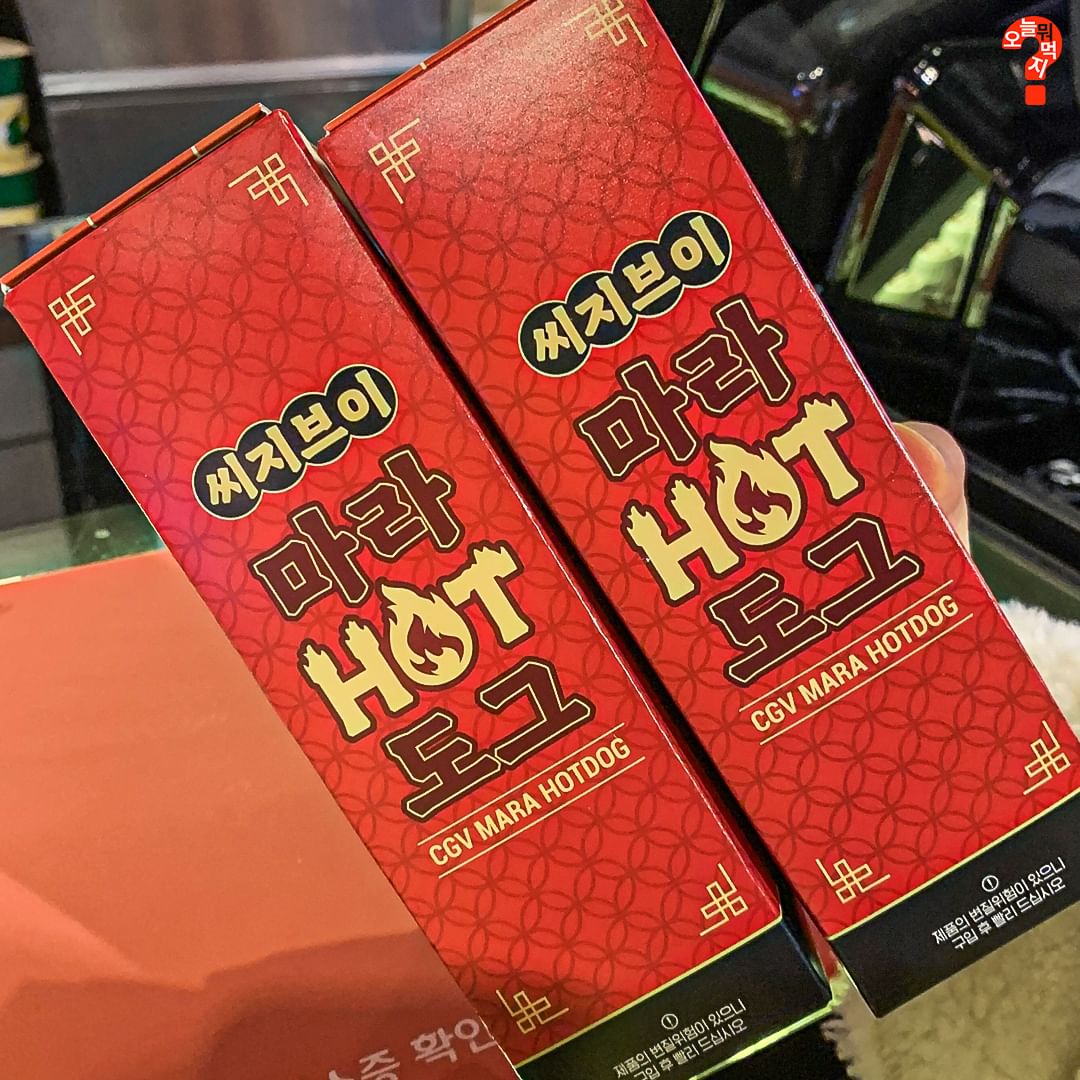 오늘
뭐
먹
지
?
씨지브이
마라
HOT
도그
CGV MARA HOTDOG
제품의 변질위험이 있으니
구입 후 빨리 드십시오
씨지브이
마라
HOT
도그
CGV MARA HOTDOG
제품의 변질위험이 있으니
구입 후 빨리 드십시오
증 확인